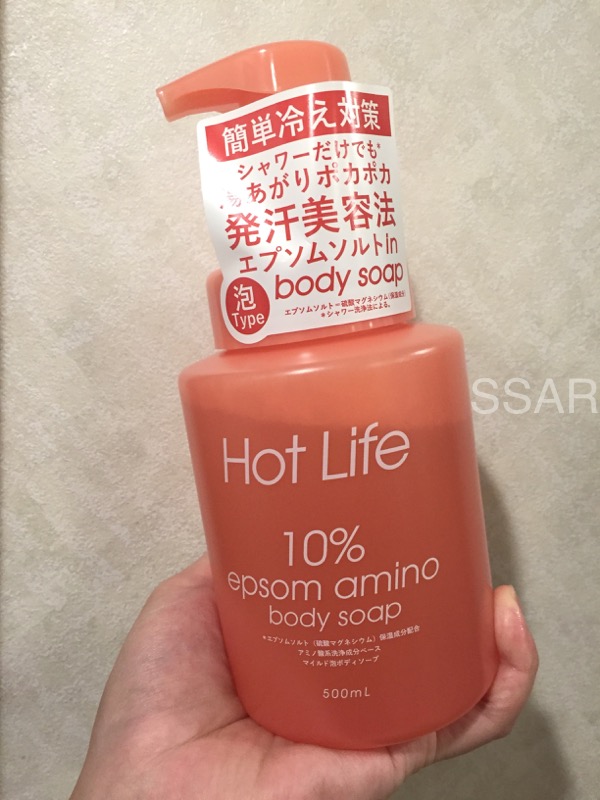 簡単冷え対策
シャワーだけでも*
湯あがりポカポカ
発汗美容法
エプソムソルトin
body soap
泡
Type
エプソムソルト=硫酸マグネシウム(保温成分)
*シャワー洗浄法による。
SSAR
Hot Life
10%
epsom amino
body soap
*エプソムソルト(硫酸マグネシウム)保温成分配合
アミノ酸系洗浄成分ベース
マイルド泡ボディソープ
500mL